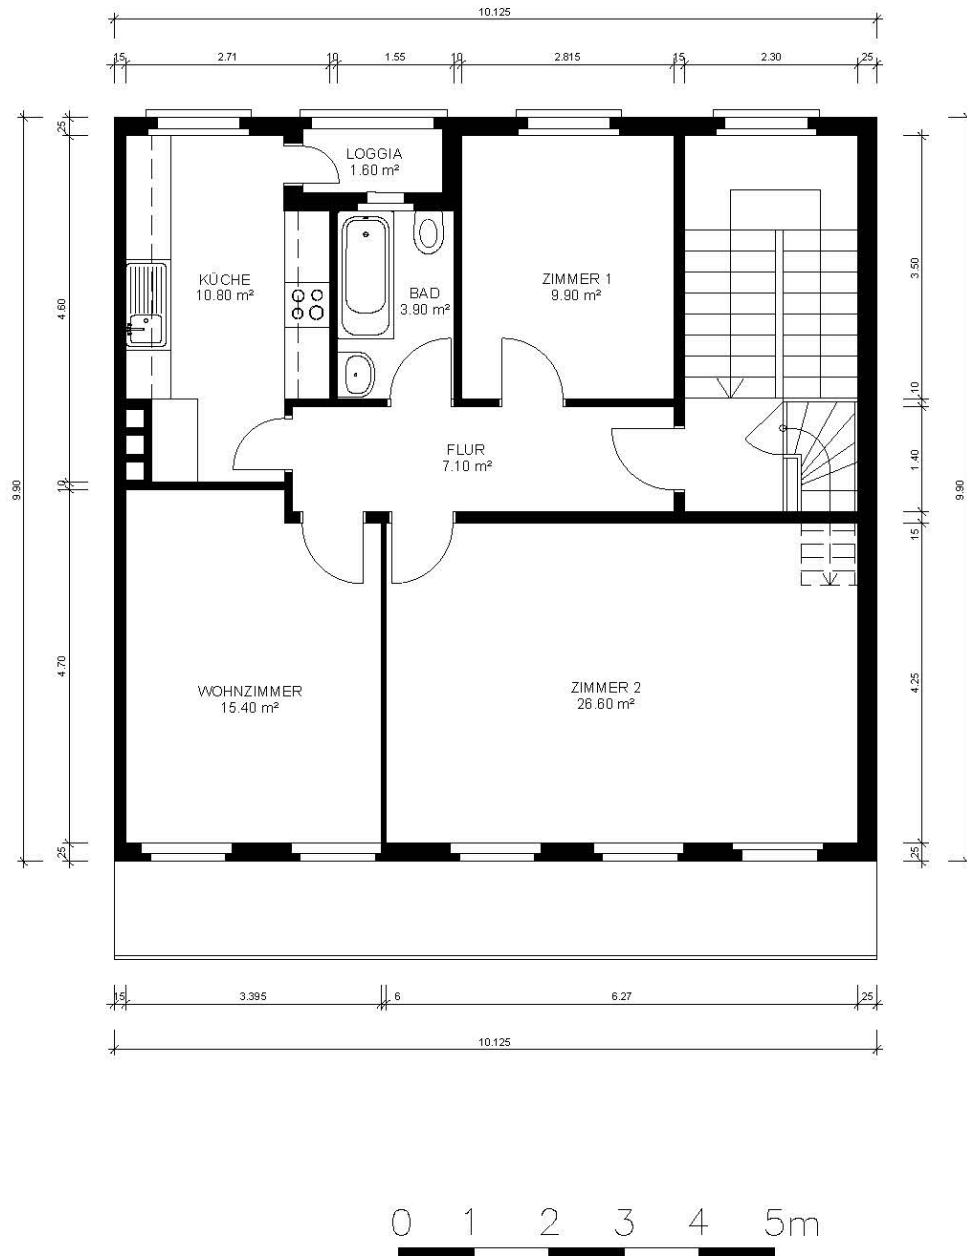 10.125
15 2.71 10 1.55 10 2.815 15 2.30 25
LOGGIA
1.60 m²
KÜCHE
10.80 m²
BAD
3.90 m²
ZIMMER 1
9.90 m²
FLUR
7.10 m²
WOHNZIMMER
15.40 m²
ZIMMER 2
26.60 m²
25
4.60
10
4.70
25
9.90
3.50
10
1.40
15
4.25
25
9.90
15 3.395 6 6.27 25
10.125
0 1 2 3 4 5m